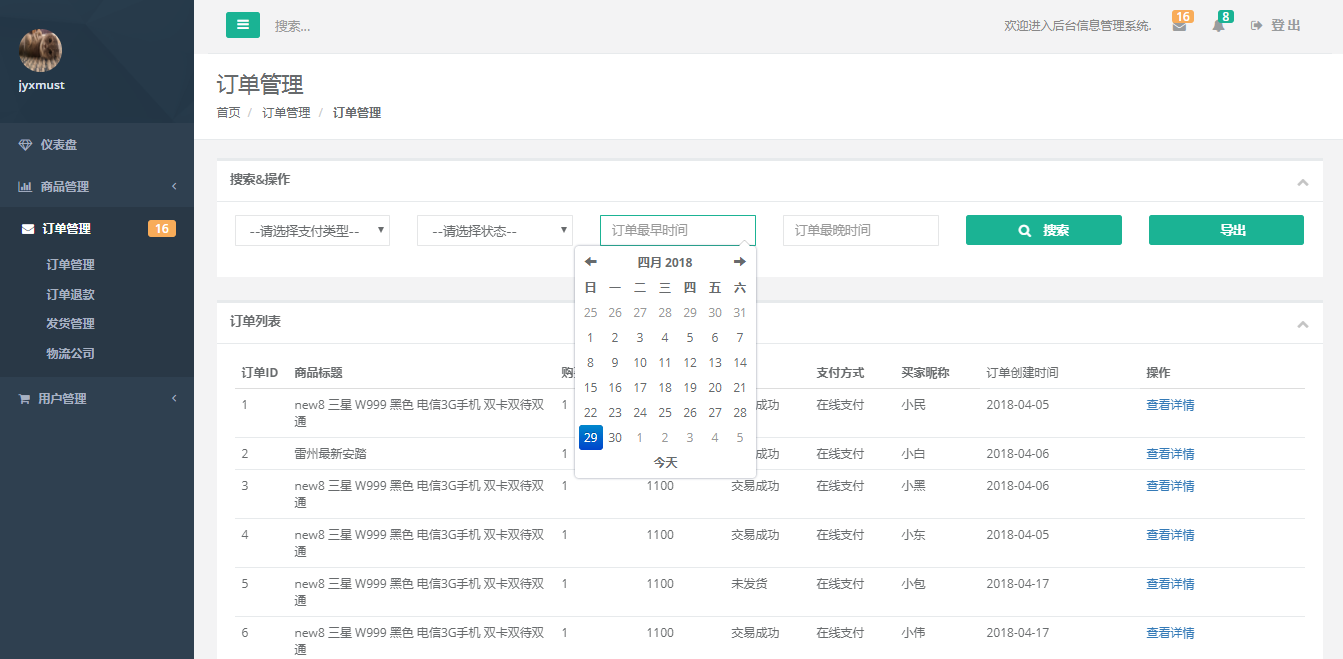 搜索...
欢迎进入后台信息管理系统.
16
8
登出
jyxmust
仪表盘
商品管理
订单管理 16
订单管理
订单退款
发货管理
物流公司
用户管理
订单管理
首页 / 订单管理 / 订单管理
搜索&操作
--请选择支付类型-- --请选择状态-- 订单最早时间 订单最晚时间 搜索 导出
四月 2018
日 一 二 三 四 五 六
25 26 27 28 29 30 31
1 2 3 4 5 6 7
8 9 10 11 12 13 14
15 16 17 18 19 20 21
22 23 24 25 26 27 28
29 30 1 2 3 4 5
今天
订单列表
订单ID 商品标题 支付方式 买家昵称 订单创建时间 操作
1 new8 三星 W999 黑色 电信3G手机 双卡双待双 1 成功 在线支付 小民 2018-04-05 查看详情
通
2 雷州最新安踏 1 成功 在线支付 小白 2018-04-06 查看详情
3 new8 三星 W999 黑色 电信3G手机 双卡双待双 1 1100 交易成功 在线支付 小黑 2018-04-06 查看详情
通
4 new8 三星 W999 黑色 电信3G手机 双卡双待双 1 1100 交易成功 在线支付 小东 2018-04-05 查看详情
通
5 new8 三星 W999 黑色 电信3G手机 双卡双待双 1 1100 未发货 在线支付 小包 2018-04-17 查看详情
通
6 new8 三星 W999 黑色 电信3G手机 双卡双待双 1 1100 交易成功 在线支付 小伟 2018-04-17 查看详情
通